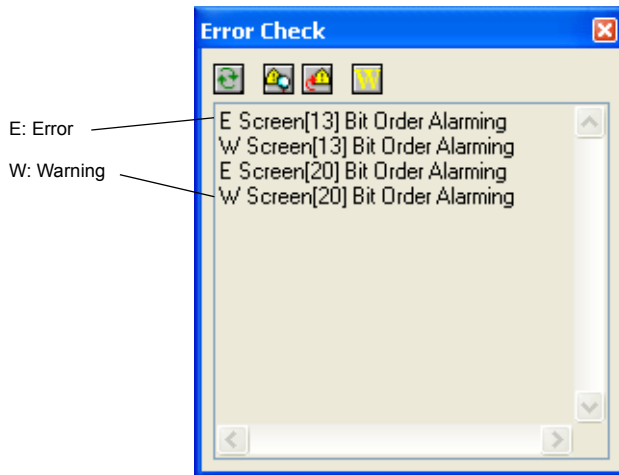 Error Check
W
E: Error
W: Warning
E Screen[13] Bit Order Alarming
W Screen[13] Bit Order Alarming
E Screen[20] Bit Order Alarming
W Screen[20] Bit Order Alarming